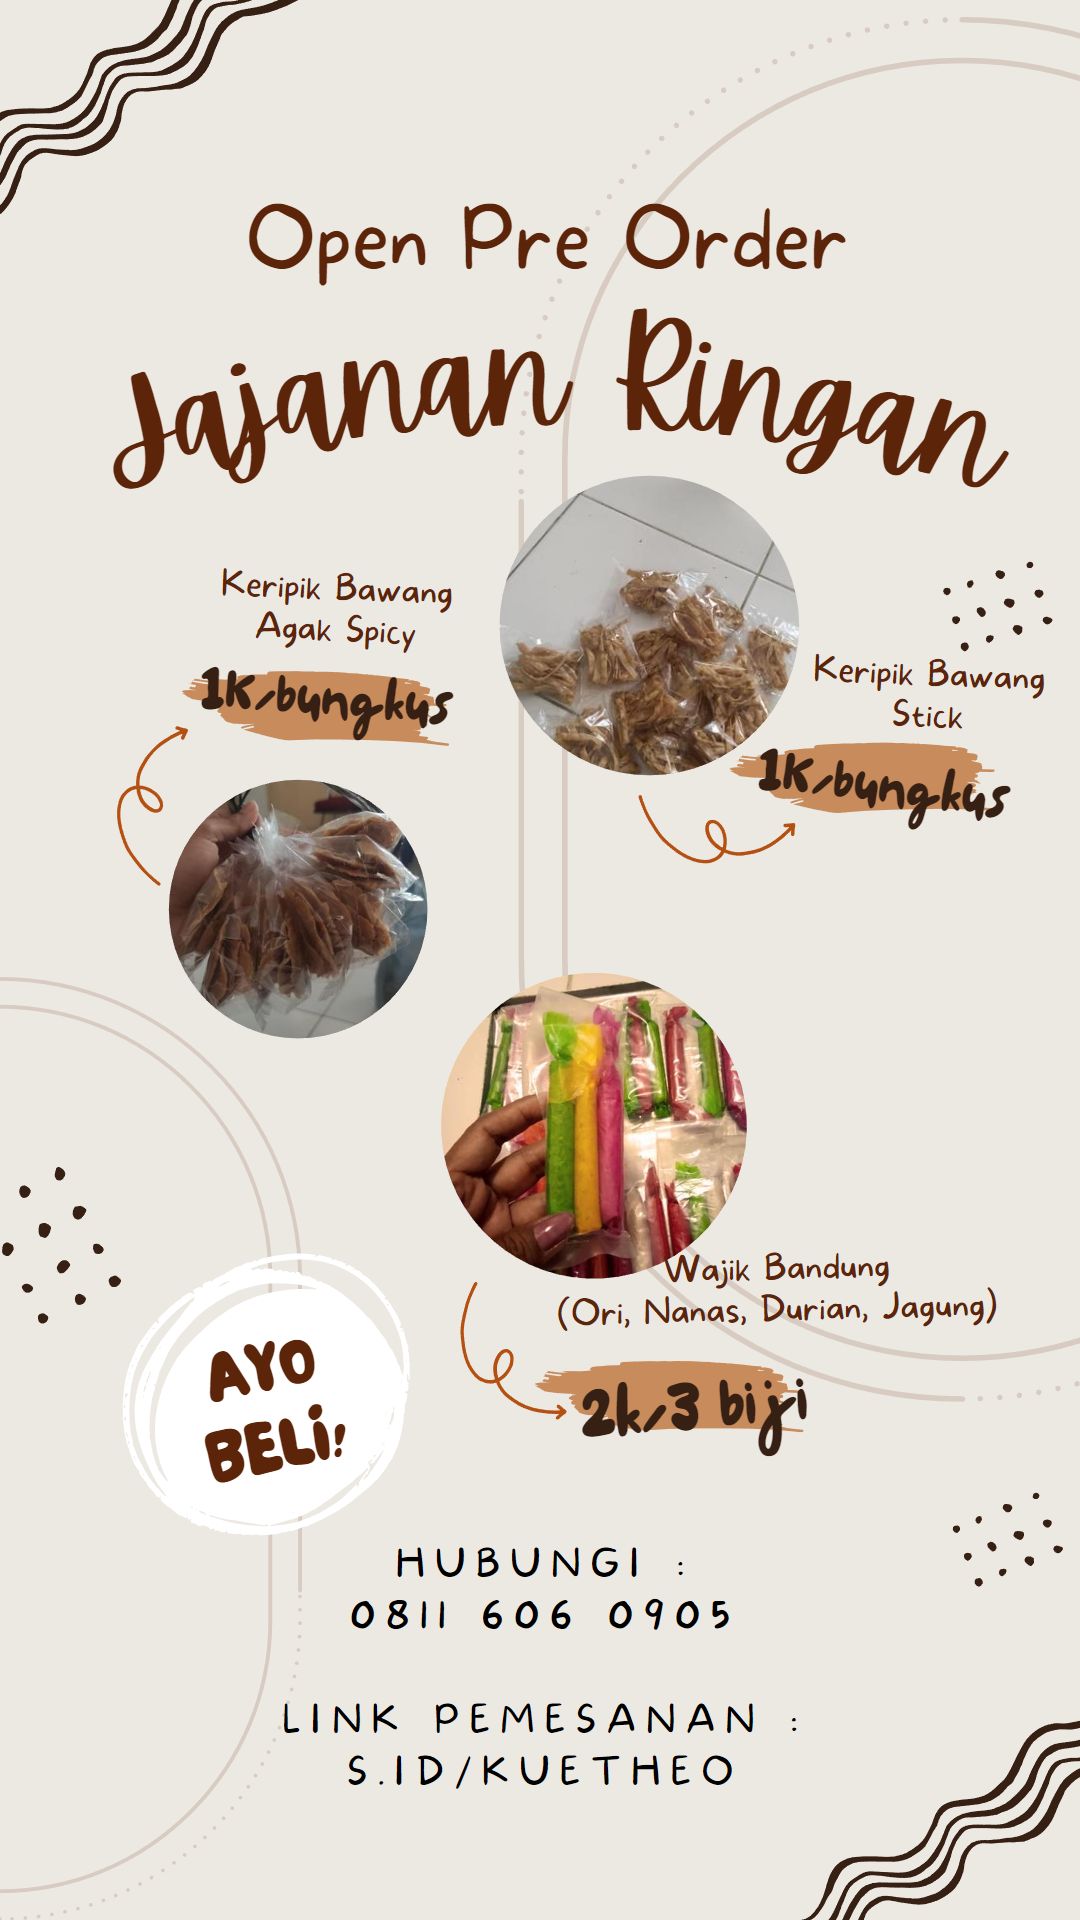 Open Pre Order
Jajanan Ringan
Keripik Bawang
Agak Spicy
1K/bungkus
Keripik Bawang
Stick
1K/bungkus
Wajik Bandung
(Ori, Nanas, Durian, Jagung)
2k/3 biji
AYO
BELI!
HUBUNGI :
0811 606 0905
LINK PEMESANAN :
S.ID/KUETHEO